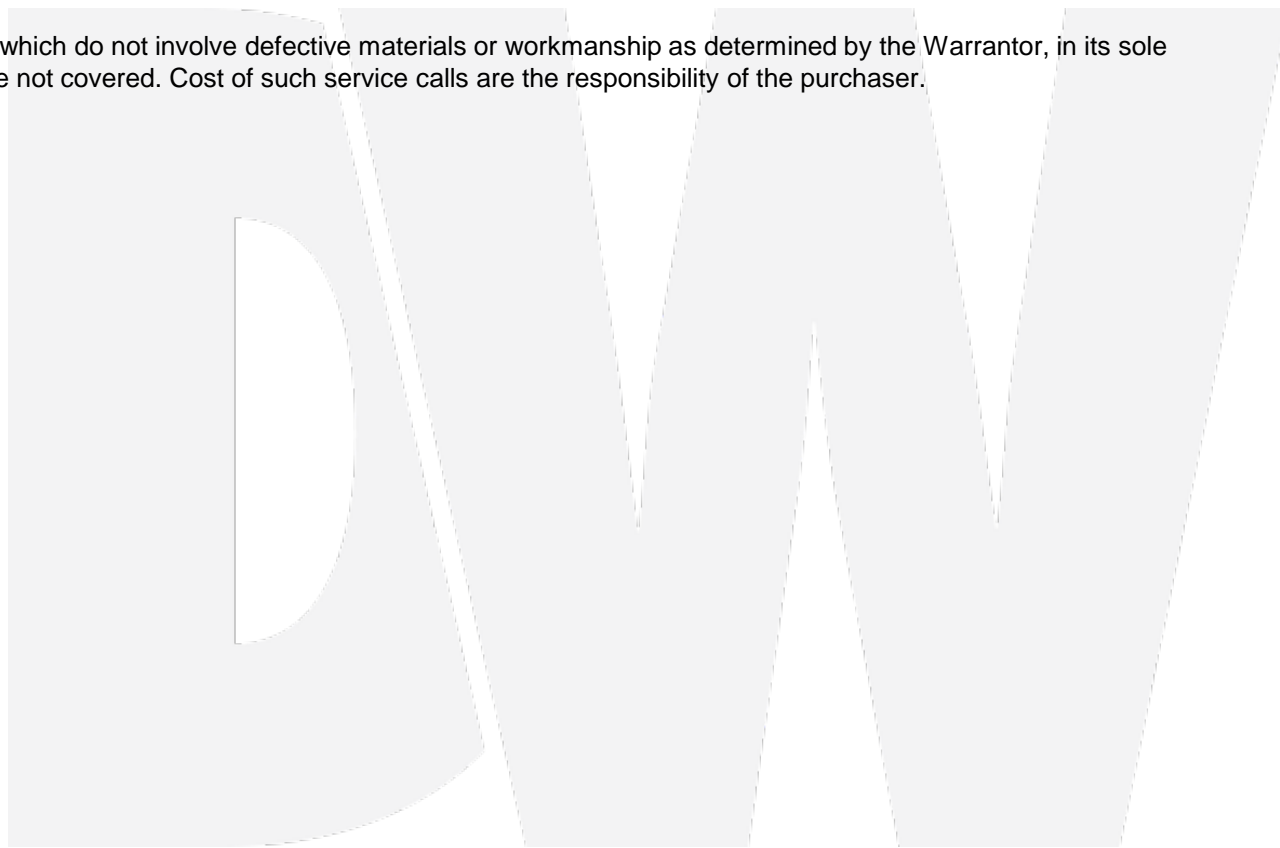 which do not involve defective materials or workmanship as determined by the Warrantor, in its sole
not covered. Cost of such service calls are the responsibility of the purchaser.
DW